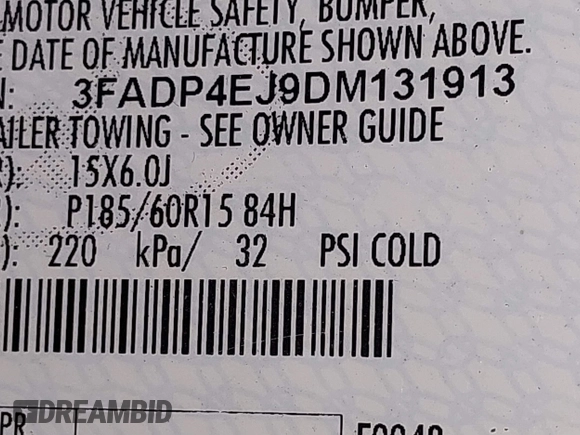 MOTOR VEHICLE SAFETY, BUMPER,
DATE OF MANUFACTURE SHOWN ABOVE.
N: 3FADP4EJ9DM131913
AILER TOWING - SEE OWNER GUIDE
): 15X6.0J
): P185/60R15 84H
): 220 kPa/ 32 PSI COLD
PR
DREAMBID